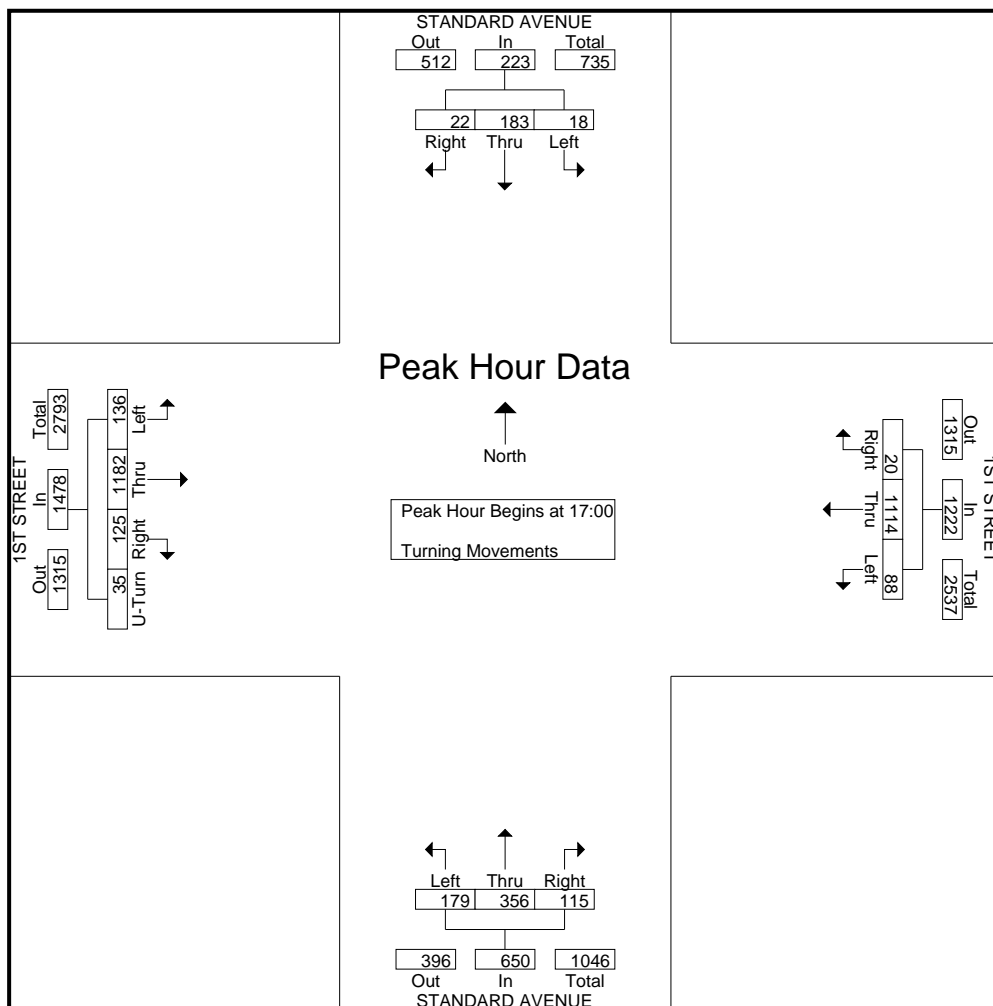 STANDARD AVENUE
Out In Total
512 223 735
22 183 18
Right Thru Left
Peak Hour Data
North
Peak Hour Begins at 17:00
Turning Movements
1ST STREET
Total In Out
2793 1478 1315
136 1182 125 35
Left Thru Right U-Turn
1ST STREET
Out In Total
1315 1222 2537
20 1114 88
Right Thru Left
Left Thru Right
179 356 115
396 650 1046
Out In Total
STANDARD AVENUE